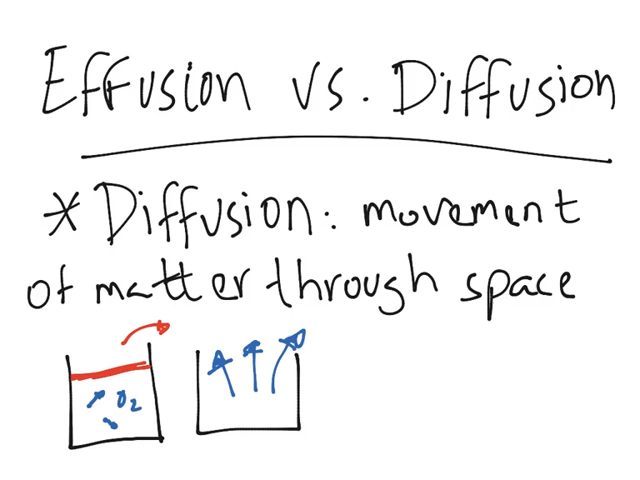 Effusion vs. Diffusion
* Diffusion: movement
of matter through space
O2